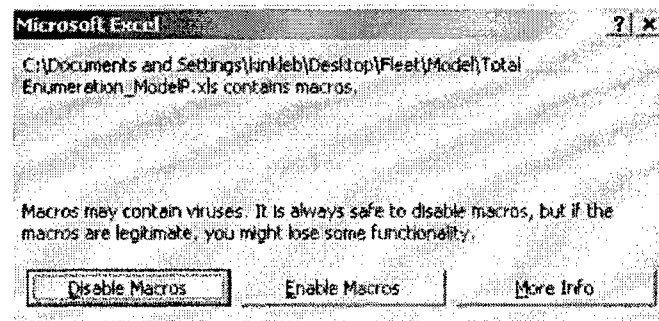 Microsoft Excel ? ×
C:\Documents and Settings\kinkleb\Desktop\Fleet\Model\Total
Enumeration_ModelP.xls contains macros.
Macros may contain viruses. It is always safe to disable macros, but if the
macros are legitimate, you might lose some functionality.
Disable Macros Enable Macros More Info